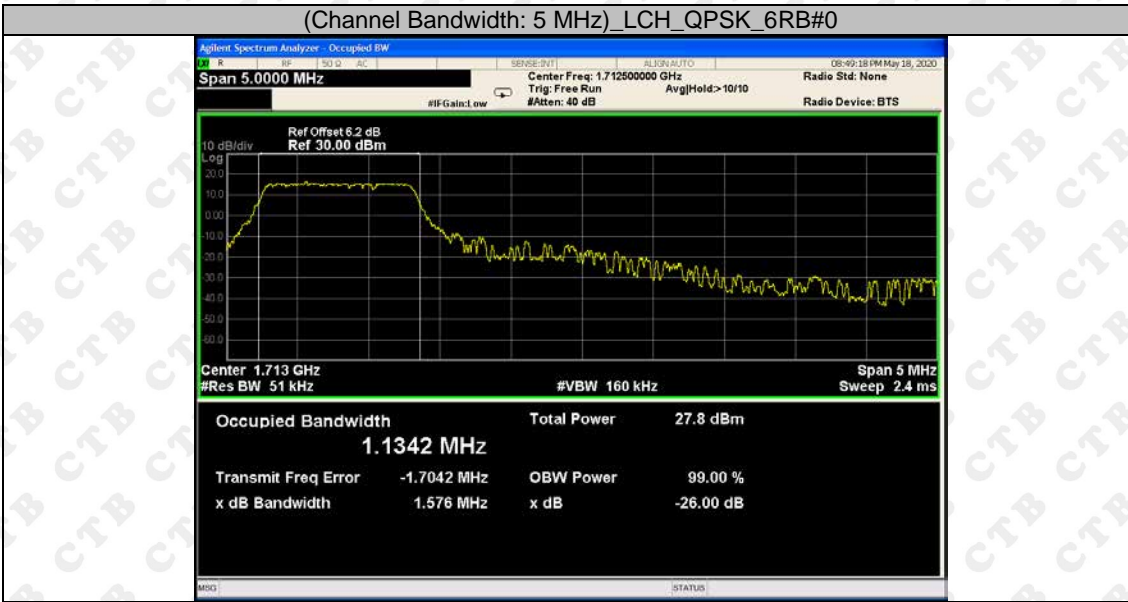 (Channel Bandwidth: 5 MHz)_LCH_QPSK_6RB#0
Agilent Spectrum Analyzer - Occupied BW
LXI R RF 50 Ω AC SENSE:INT ALIGNAUTO 08:49:18 PM May 18, 2020
Span 5.0000 MHz Center Freq: 1.712500000 GHz Radio Std: None
Trig: Free Run Avg|Hold:>10/10
#IFGain:Low #Atten: 40 dB Radio Device: BTS
Ref Offset 6.2 dB
10 dB/div Ref 30.00 dBm
Log
20.0
10.0
0.00
-10.0
-20.0
-30.0
-40.0
-50.0
-60.0
Center 1.713 GHz Span 5 MHz
#Res BW 51 kHz #VBW 160 kHz Sweep 2.4 ms
Occupied Bandwidth Total Power 27.8 dBm
1.1342 MHz
Transmit Freq Error -1.7042 MHz OBW Power 99.00 %
x dB Bandwidth 1.576 MHz x dB -26.00 dB
MSG STATUS
CTB